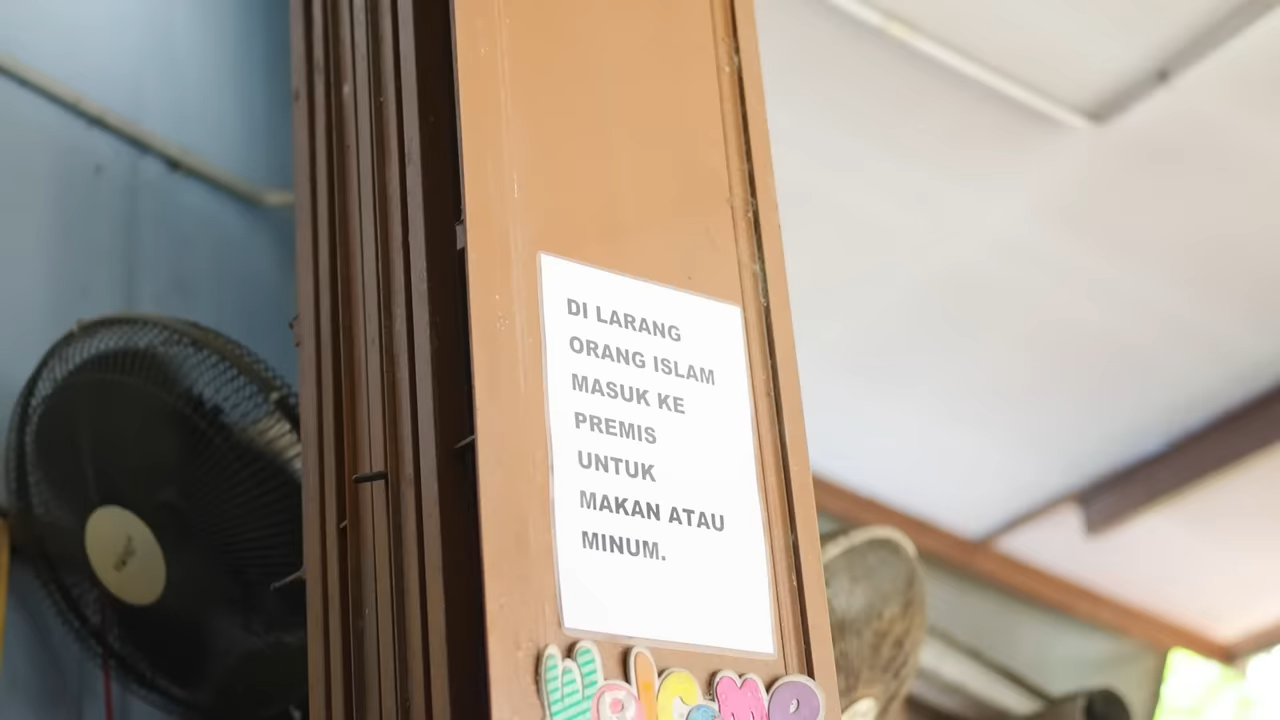 DI LARANG
ORANG ISLAM
MASUK KE
PREMIS
UNTUK
MAKAN ATAU
MINUM.